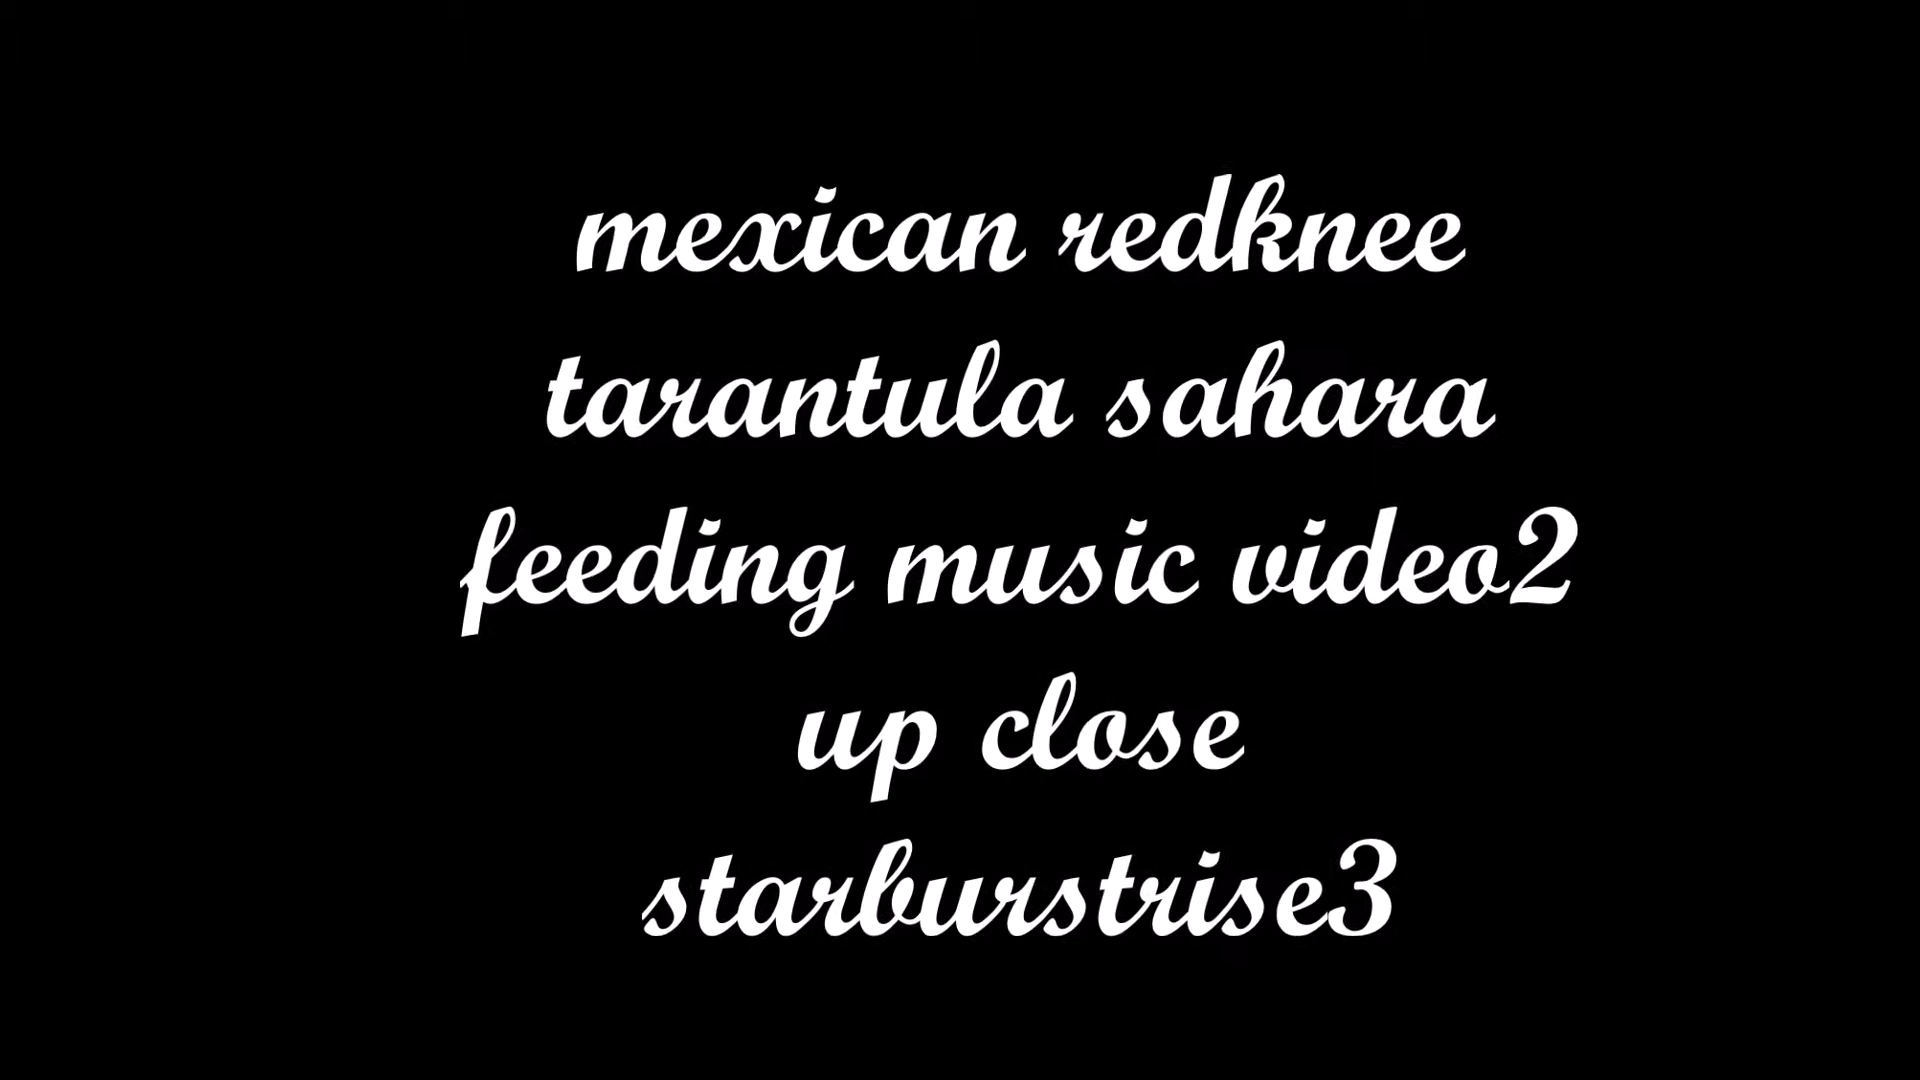 mexican redknee
tarantula sahara
feeding music video2
up close
starburstrise3